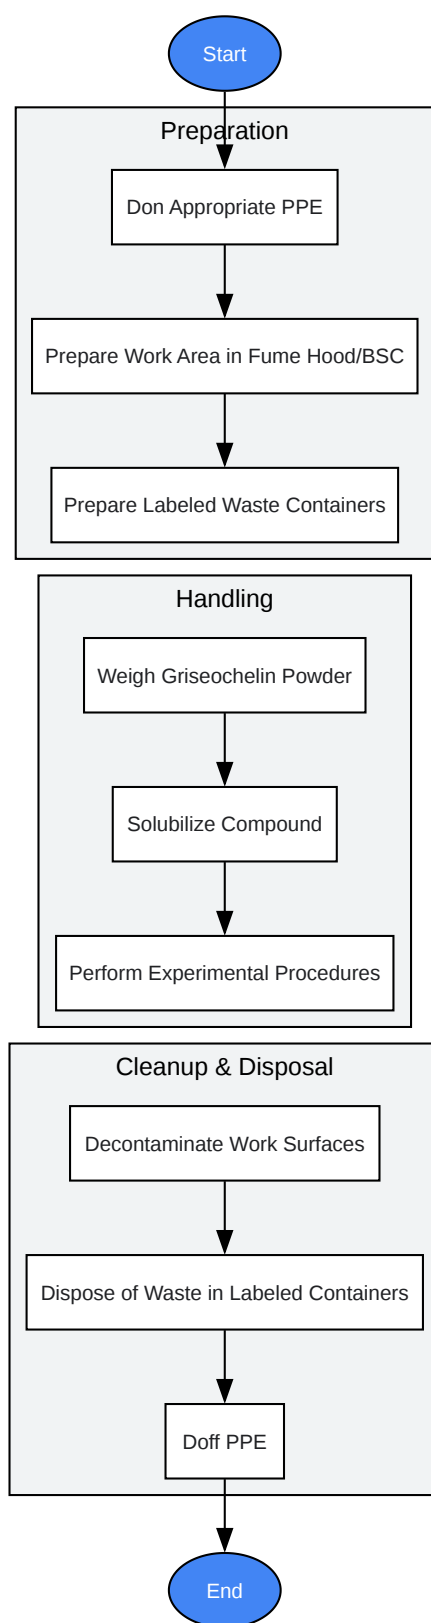 Start
Preparation
Don Appropriate PPE
Prepare Work Area in Fume Hood/BSC
Prepare Labeled Waste Containers
Handling
Weigh Griseochelin Powder
Solubilize Compound
Perform Experimental Procedures
Cleanup & Disposal
Decontaminate Work Surfaces
Dispose of Waste in Labeled Containers
Doff PPE
End